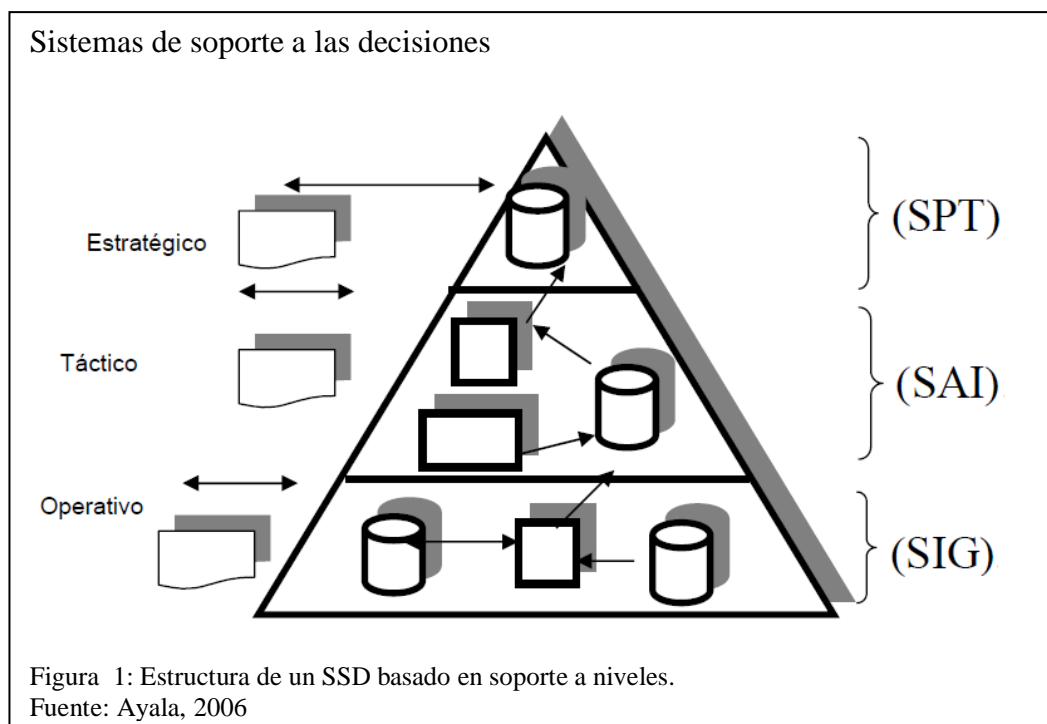 Sistemas de soporte a las decisiones
Estratégico
(SPT)
Táctico
(SAI)
Operativo
(SIG)
Figura 1: Estructura de un SSD basado en soporte a niveles.
Fuente: Ayala, 2006